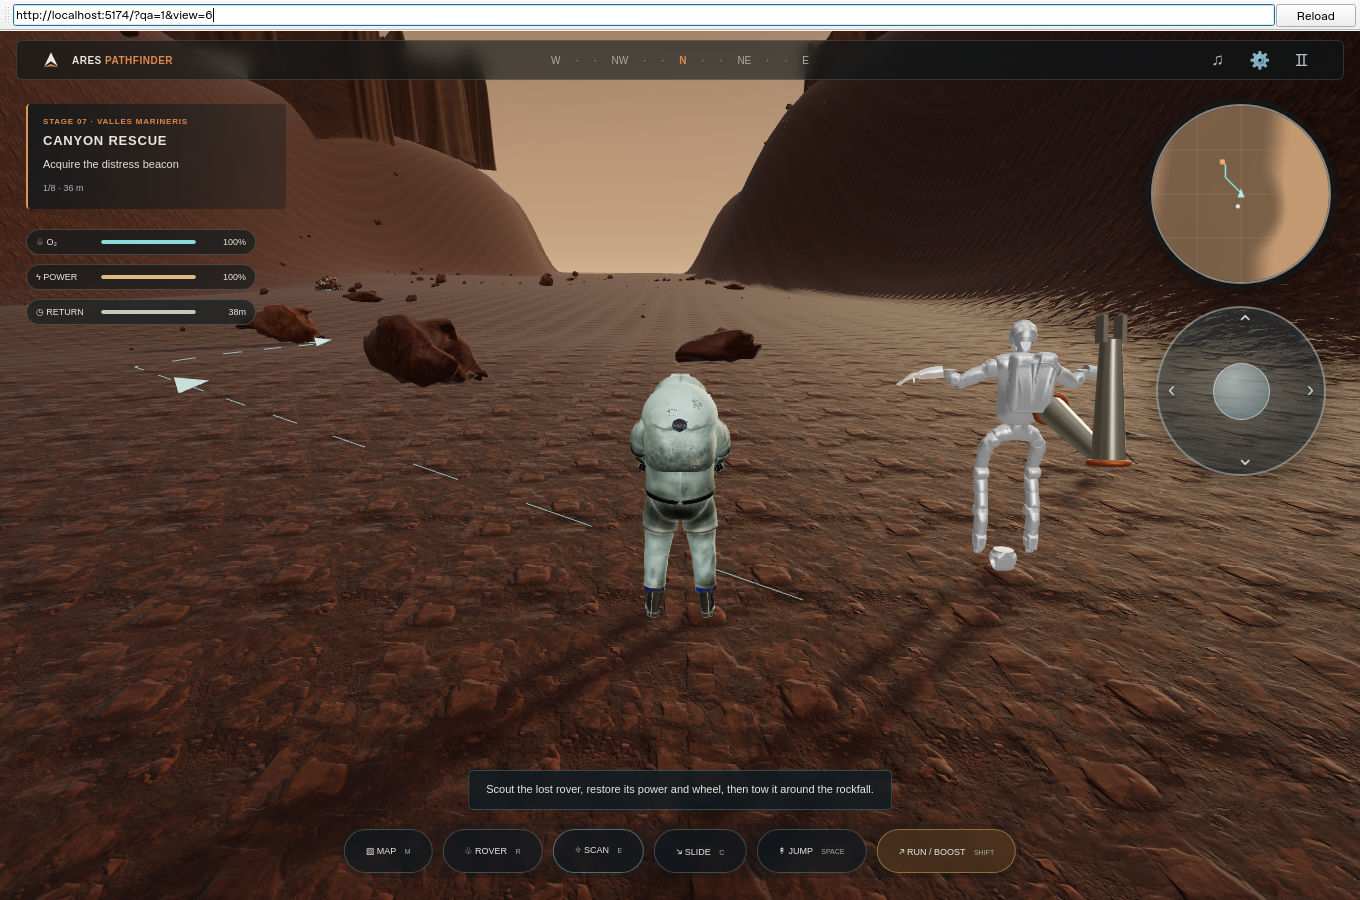 http://localhost:5174/?qa=1&view=6
Reload
ARES PATHFINDER
W · · NW · · N · · NE · · E
STAGE 07 · VALLES MARINERIS
CANYON RESCUE
Acquire the distress beacon
1/8 · 36 m
O₂ 100%
POWER 100%
RETURN 38m
Scout the lost rover, restore its power and wheel, then tow it around the rockfall.
MAP M
ROVER R
SCAN E
SLIDE C
JUMP SPACE
RUN / BOOST SHIFT